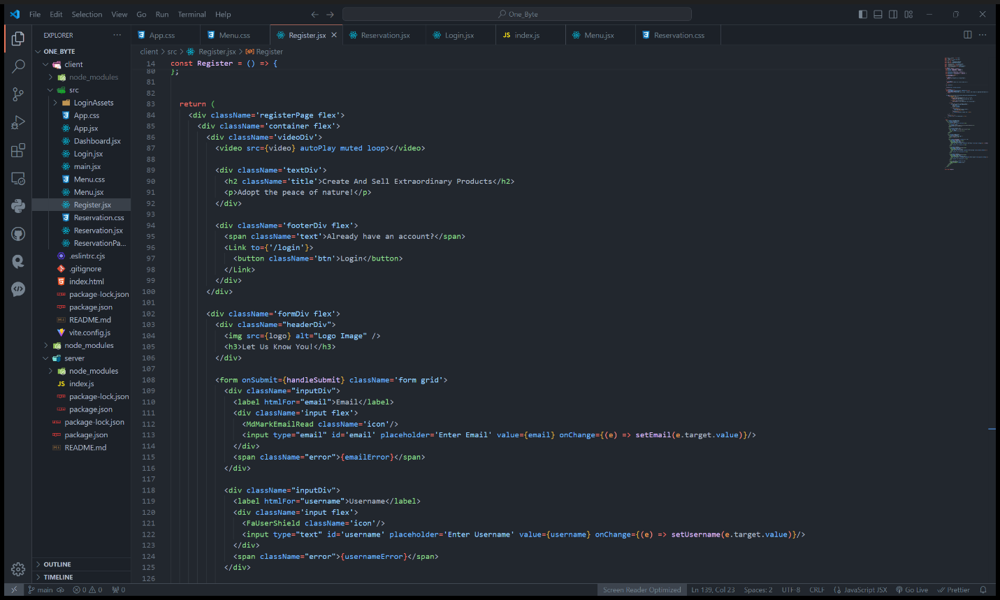 File Edit Selection View Go Run Terminal Help
One_Byte
EXPLORER
App.css Menu.css Register.jsx Reservation.jsx Login.jsx JS index.js Menu.jsx Reservation.css
client > src > Register.jsx > Register
ONE_BYTE
client
node_modules
src
LoginAssets
App.css
App.jsx
Dashboard.jsx
Login.jsx
main.jsx
Menu.css
Menu.jsx
Register.jsx
Reservation.css
Reservation.jsx
ReservationPa...
.eslintrc.cjs
.gitignore
index.html
package-lock.json
package.json
README.md
vite.config.js
node_modules
server
node_modules
JS index.js
package-lock.json
package.json
package-lock.json
package.json
README.md
OUTLINE
TIMELINE
14 const Register = () => {
80 };
81
82
83 return (
84 <div className='registerPage flex'>
85 <div className='container flex'>
86 <div className='videoDiv'>
87 <video src={video} autoPlay muted loop></video>
88
89 <div className='textDiv'>
90 <h2 className='title'>Create And Sell Extraordinary Products</h2>
91 <p>Adopt the peace of nature!</p>
92 </div>
93
94 <div className='footerDiv flex'>
95 <span className='text'>Already have an account?</span>
96 <Link to={'/login'}>
97 <button className='btn'>Login</button>
98 </Link>
99 </div>
100 </div>
101
102 <div className='formDiv flex'>
103 <div className="headerDiv">
104 <img src={logo} alt="Logo Image" />
105 <h3>Let Us Know You!</h3>
106 </div>
107
108 <form onSubmit={handleSubmit} className='form grid'>
109 <div className="inputDiv">
110 <label htmlFor="email">Email</label>
111 <div className='input flex'>
112 <MdMarkEmailRead className='icon'/>
113 <input type="email" id='email' placeholder='Enter Email' value={email} onChange={(e) => setEmail(e.target.value)}/>
114 </div>
115 <span className="error">{emailError}</span>
116 </div>
117
118 <div className="inputDiv">
119 <label htmlFor="username">Username</label>
120 <div className='input flex'>
121 <FaUserShield className='icon'/>
122 <input type="text" id='username' placeholder='Enter Username' value={username} onChange={(e) => setUsername(e.target.value)}/>
123 </div>
124 <span className="error">{usernameError}</span>
125 </div>
126
main 0 0 0 Screen Reader Optimized Ln 139, Col 23 Spaces: 2 UTF-8 CRLF JavaScript JSX Go Live Prettier